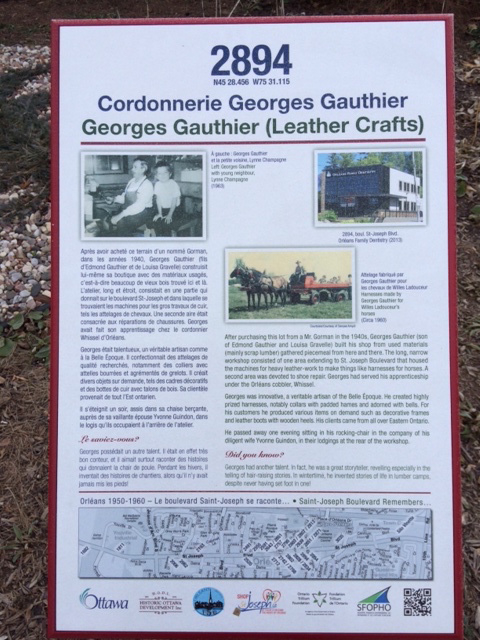 2894
N45 28.456 W75 31.115
Cordonnerie Georges Gauthier
Georges Gauthier (Leather Crafts)
À gauche : Georges Gauthier
et la petite voisine, Lynne Champagne
Left: Georges Gauthier
with young neighbour,
Lynne Champagne
(1963)
2894, boul. St-Joseph Blvd.
Orléans Family Dentistry (2013)
Après avoir acheté ce terrain d'un nommé Gorman,
dans les années 1940, Georges Gauthier (fils
d'Edmond Gauthier et de Louisa Gravelle) construisit
lui-même sa boutique avec des matériaux usagés,
c'est-à-dire beaucoup de vieux bois trouvé ici et là.
L'atelier, long et étroit, consistait en une partie qui
donnait sur le boulevard St-Joseph et dans laquelle se
trouvaient les machines pour les gros travaux de cuir,
tels les attelages de chevaux. Une seconde aire était
consacrée aux réparations de chaussures. Georges
avait fait son apprentissage chez le cordonnier
Whissel d'Orléans.
Georges était talentueux, un véritable artisan comme
à la Belle Époque. Il confectionnait des attelages de
qualité recherchés, notamment des colliers avec
attelles bourrées et agrémentés de grelots. Il créait
divers objets sur demande, tels des cadres décoratifs
et des bottes de cuir avec talons de bois. Sa clientèle
provenait de tout l'Est ontarien.
Il s'éteignit un soir, assis dans sa chaise berçante,
auprès de sa vaillante épouse Yvonne Guindon, dans
le logis qu'ils occupaient à l'arrière de l'atelier.
Le saviez-vous?
Georges possédait un autre talent. Il était en effet très
bon conteur, et il aimait surtout raconter des histoires
qui donnaient la chair de poule. Pendant les hivers, il
inventait des histoires de chantiers, alors qu'il n'y avait
jamais mis les pieds!
Attelage fabriqué par
Georges Gauthier pour
les chevaux de Willes Ladouceur
Harnesses made by
Georges Gauthier for
Willes Ladouceur's
horses
(Circa 1960)
After purchasing this lot from a Mr. Gorman in the 1940s, Georges Gauthier (son
of Edmond Gauthier and Louisa Gravelle) built his shop from used materials
(mainly scrap lumber) gathered piecemeal from here and there. The long, narrow
workshop consisted of one area extending to St. Joseph Boulevard that housed
the machines for heavy leather-work to make things like harnesses for horses. A
second area was devoted to shoe repair. Georges had served his apprenticeship
under the Orléans cobbler, Whissel.
Georges was innovative, a veritable artisan of the Belle Époque. He created highly
prized harnesses, notably collars with padded hames and adorned with bells. For
his customers he produced various items on demand such as decorative frames
and leather boots with wooden heels. His clients came from all over Eastern Ontario.
He passed away one evening sitting in his rocking-chair in the company of his
diligent wife Yvonne Guindon, in their lodgings at the rear of the workshop.
Did you know?
Georges had another talent. In fact, he was a great storyteller, revelling especially in the
telling of hair-raising stories. In wintertime, he invented stories of life in lumber camps,
despite never having set foot in one!
Orléans 1950-1960 – Le boulevard Saint-Joseph se raconte... • Saint-Joseph Boulevard Remembers...
St. Joseph
St. Joseph Blvd.
Ottawa
HISTORIC OTTAWA
DEVELOPMENT Inc.
SHOP
Joseph
Ontario
Trillium
Foundation
Fondation
Trillium
de l'Ontario
SFOPHO